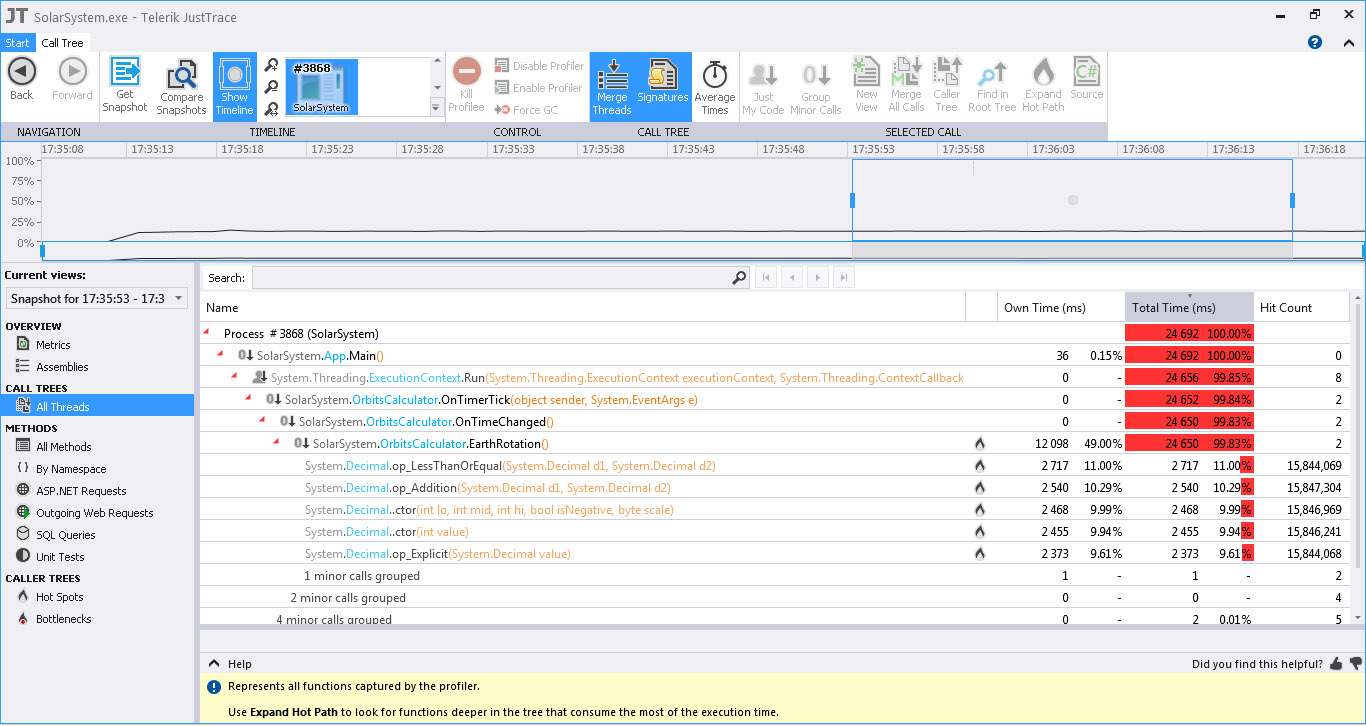 JT SolarSystem.exe - Telerik JustTrace
Start Call Tree
Back Forward Get Snapshot Compare Snapshots Show Timeline #3868 SolarSystem Kill Profilee Disable Profiler Enable Profiler Force GC Merge Threads Signatures Average Times Just My Code Group Minor Calls New View Merge All Calls Caller Tree Find in Root Tree Expand Hot Path Source C#
NAVIGATION TIMELINE CONTROL CALL TREE SELECTED CALL
17:35:08 17:35:13 17:35:18 17:35:23 17:35:28 17:35:33 17:35:38 17:35:43 17:35:48 17:35:53 17:35:58 17:36:03 17:36:08 17:36:13 17:36:18
100%
75%
50%
25%
0%
Current views:
Snapshot for 17:35:53 - 17:3
OVERVIEW
Metrics
Assemblies
CALL TREES
All Threads
METHODS
All Methods
By Namespace
ASP.NET Requests
Outgoing Web Requests
SQL Queries
Unit Tests
CALLER TREES
Hot Spots
Bottlenecks
Search:
Name Own Time (ms) Total Time (ms) Hit Count
Process # 3868 (SolarSystem) 24 692 100.00%
SolarSystem.App.Main() 36 0.15% 24 692 100.00% 0
System.Threading.ExecutionContext.Run(System.Threading.ExecutionContext executionContext, System.Threading.ContextCallback 0 - 24 656 99.85% 8
SolarSystem.OrbitsCalculator.OnTimerTick(object sender, System.EventArgs e) 0 - 24 652 99.84% 2
SolarSystem.OrbitsCalculator.OnTimeChanged() 0 - 24 650 99.83% 2
SolarSystem.OrbitsCalculator.EarthRotation() 12 098 49.00% 24 650 99.83% 2
System.Decimal.op_LessThanOrEqual(System.Decimal d1, System.Decimal d2) 2 717 11.00% 2 717 11.00% 15,844,069
System.Decimal.op_Addition(System.Decimal d1, System.Decimal d2) 2 540 10.29% 2 540 10.29% 15,847,304
System.Decimal..ctor(int lo, int mid, int hi, bool isNegative, byte scale) 2 468 9.99% 2 468 9.99% 15,846,969
System.Decimal..ctor(int value) 2 455 9.94% 2 455 9.94% 15,846,241
System.Decimal.op_Explicit(System.Decimal value) 2 373 9.61% 2 373 9.61% 15,844,068
1 minor calls grouped 1 - 1 - 2
2 minor calls grouped 0 - 0 - 4
4 minor calls grouped 0 - 2 0.01% 5
Help Did you find this helpful?
Represents all functions captured by the profiler.
Use Expand Hot Path to look for functions deeper in the tree that consume the most of the execution time.